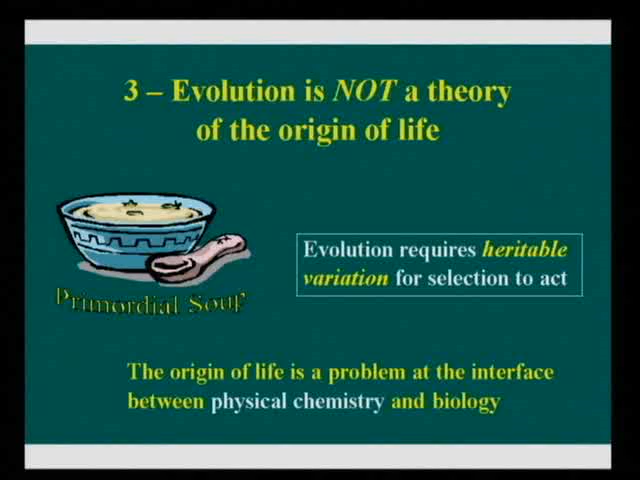 3 – Evolution is NOT a theory
of the origin of life
Evolution requires heritable
variation for selection to act
Primordial Soup
The origin of life is a problem at the interface
between physical chemistry and biology